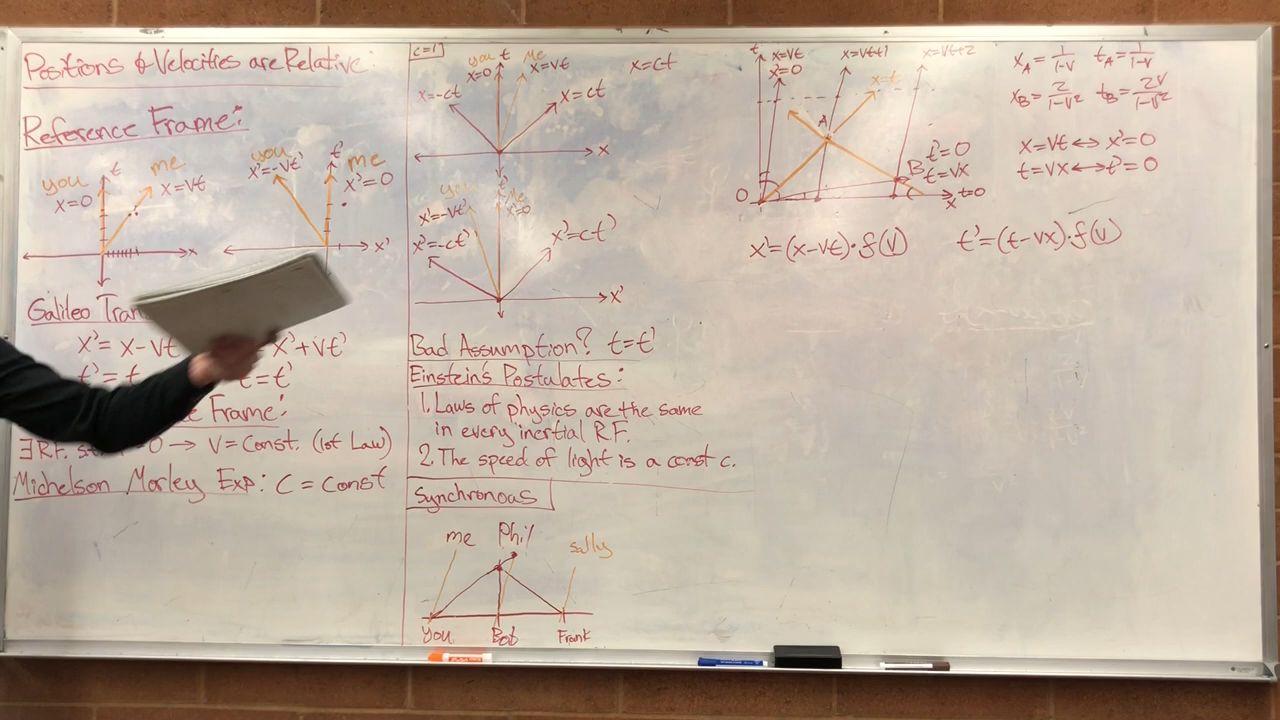 Positions & Velocities are Relative:
Reference Frame:
you
x=0
t
me
x=vt
x
you
x'=-vt'
t'
me
x'=0
x'
Galileo
x'= x-vt
x'+vt'
t'= t
t=t'
Frame:
∃ R.F.
=0 → V=Const. (1st Law)
Michelson Morley Exp: C = Const
c=1
you
x=0
t
me
x=vt
x=ct
x=-ct
x=ct
x
you
x'=-vt'
t'
me
x'=0
x'=-ct'
x'=ct'
x'
Bad Assumption? t=t'
Einstein's Postulates:
1. Laws of physics are the same
in every inertial R.F.
2. The speed of light is a const c.
Synchronous
me
Phil
sally
you
Bob
Frank
t
x=vt
x'=0
x=vt+1
x=vt+2
x=t
A
B
t'=0
t=vx
O
x
t=0
x_A = 1/(1-v) t_A = 1/(1-v)
x_B = 2/(1-v²) t_B = 2v/(1-v²)
x=vt ↔ x'=0
t=vx ↔ t'=0
x'=(x-vt)·f(v) t'=(t-vx)·f(v)